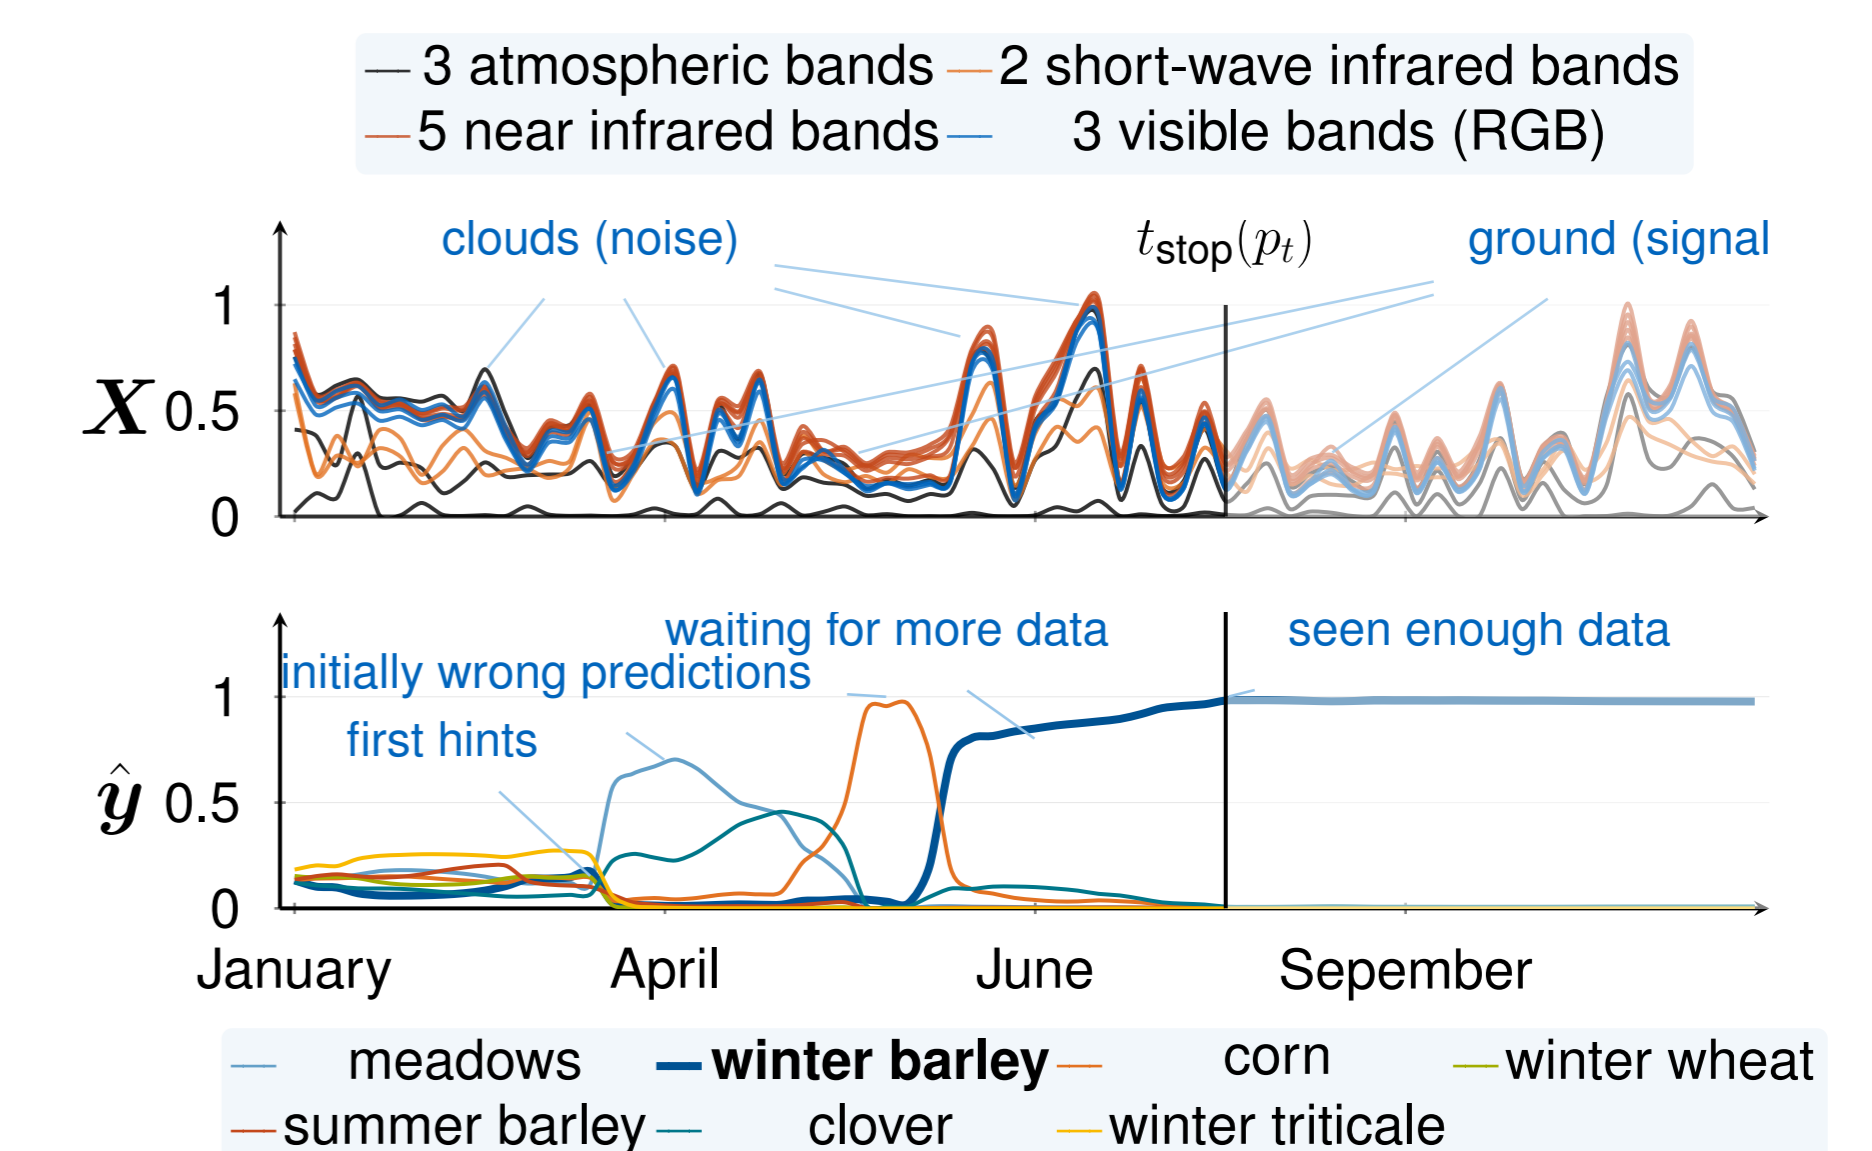 3 atmospheric bands 2 short-wave infrared bands
5 near infrared bands 3 visible bands (RGB)
clouds (noise) t_stop(p_t) ground (signal
1
X 0.5
0
waiting for more data seen enough data
initially wrong predictions
1
first hints
ŷ 0.5
0
January April June Sepember
meadows winter barley corn winter wheat
summer barley clover winter triticale